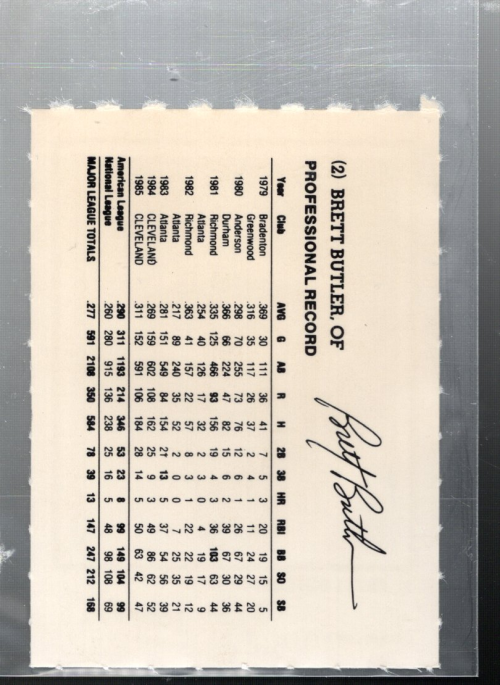 (2) BRETT BUTLER, OF
PROFESSIONAL RECORD
Brett Butler
Year Club AVG G AB R H 2B 3B HR RBI BB SO SB
1979 Bradenton .369 30 111 36 41 7 5 3 20 19 15 5
Greenwood .316 35 117 26 37 2 4 1 11 24 27 20
1980 Anderson .298 70 255 73 76 12 6 1 26 67 29 44
Durham .366 66 224 47 82 15 6 2 39 67 30 36
1981 Richmond .335 125 466 93 156 19 4 3 36 103 63 44
Atlanta .254 40 126 17 32 2 3 0 4 19 17 9
1982 Richmond .363 41 157 22 57 8 3 1 22 22 19 12
Atlanta .217 89 240 35 52 2 0 0 7 25 35 21
1983 Atlanta .281 151 549 84 154 21 13 5 37 54 56 39
1984 CLEVELAND .269 159 602 108 162 25 9 3 49 86 62 52
1985 CLEVELAND .311 152 591 106 184 28 14 5 50 63 42 47
American League .290 311 1193 214 346 53 23 8 99 149 104 99
National League .260 280 915 136 238 25 16 5 48 98 108 69
MAJOR LEAGUE TOTALS .277 591 2108 350 584 78 39 13 147 247 212 168